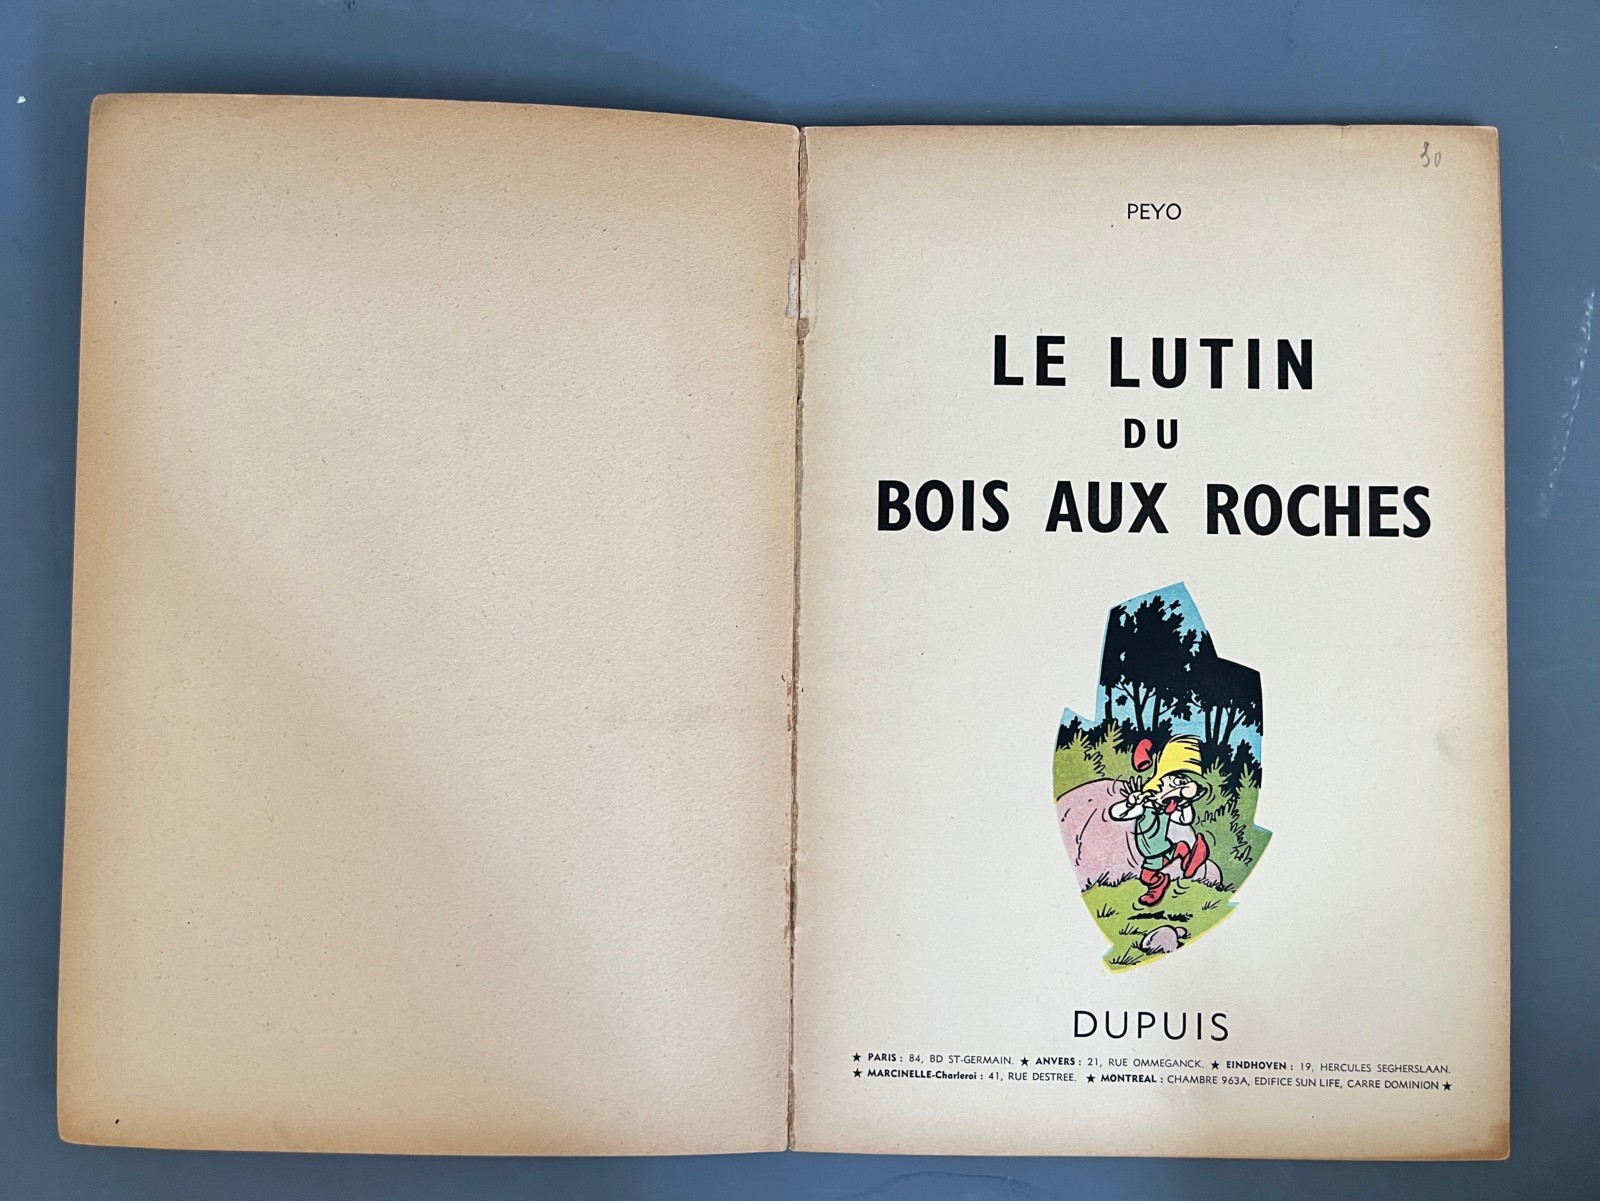 30
PEYO
LE LUTIN
DU
BOIS AUX ROCHES
DUPUIS
★ PARIS : 84, BD ST-GERMAIN. ★ ANVERS : 21, RUE OMMEGANCK. ★ EINDHOVEN : 19, HERCULES SEGHERSLAAN.
★ MARCINELLE-Charleroi : 41, RUE DESTREE. ★ MONTREAL : CHAMBRE 963A, EDIFICE SUN LIFE, CARRE DOMINION ★